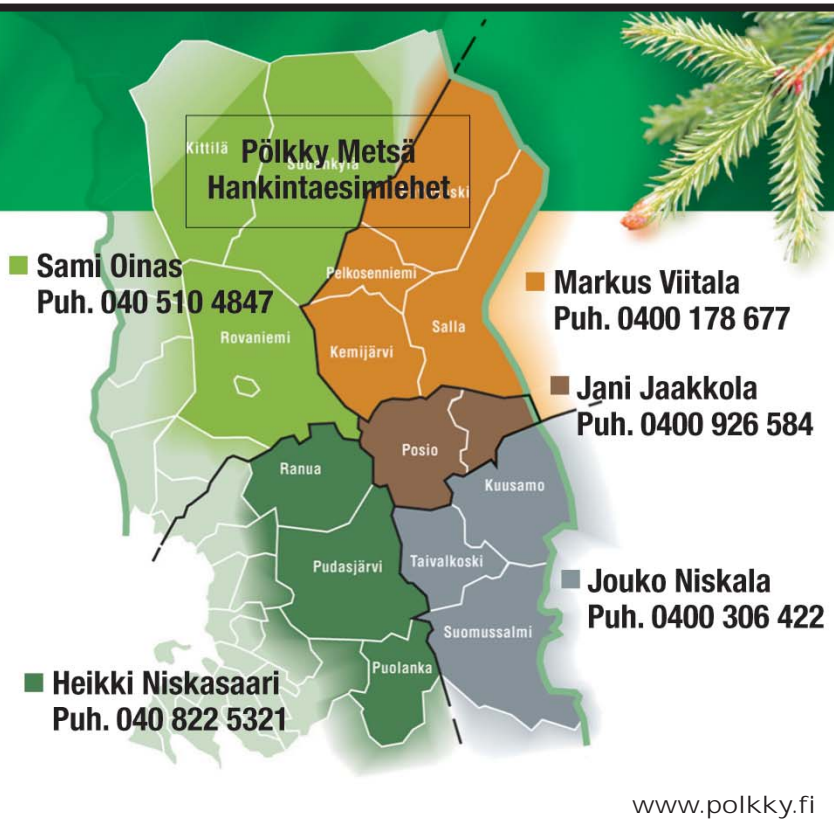 Pölkky Metsä
Hankintaesimiehet
Kittilä
Sodankylä
Sami Oinas
Puh. 040 510 4847
Pelkosenniemi
Markus Viitala
Puh. 0400 178 677
Rovaniemi
Kemijärvi
Salla
Jani Jaakkola
Puh. 0400 926 584
Posio
Ranua
Kuusamo
Pudasjärvi
Taivalkoski
Jouko Niskala
Puh. 0400 306 422
Suomussalmi
Puolanka
Heikki Niskasaari
Puh. 040 822 5321
www.polkky.fi